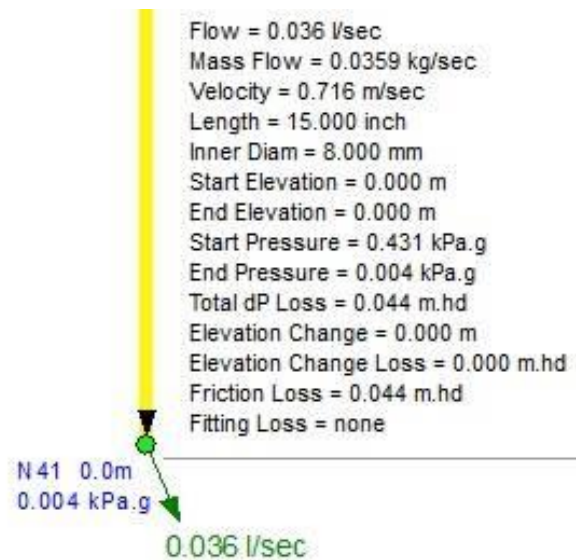 Flow = 0.036 l/sec
Mass Flow = 0.0359 kg/sec
Velocity = 0.716 m/sec
Length = 15.000 inch
Inner Diam = 8.000 mm
Start Elevation = 0.000 m
End Elevation = 0.000 m
Start Pressure = 0.431 kPa.g
End Pressure = 0.004 kPa.g
Total dP Loss = 0.044 m.hd
Elevation Change = 0.000 m
Elevation Change Loss = 0.000 m.hd
Friction Loss = 0.044 m.hd
Fitting Loss = none
N41 0.0m
0.004 kPa.g
0.036 l/sec